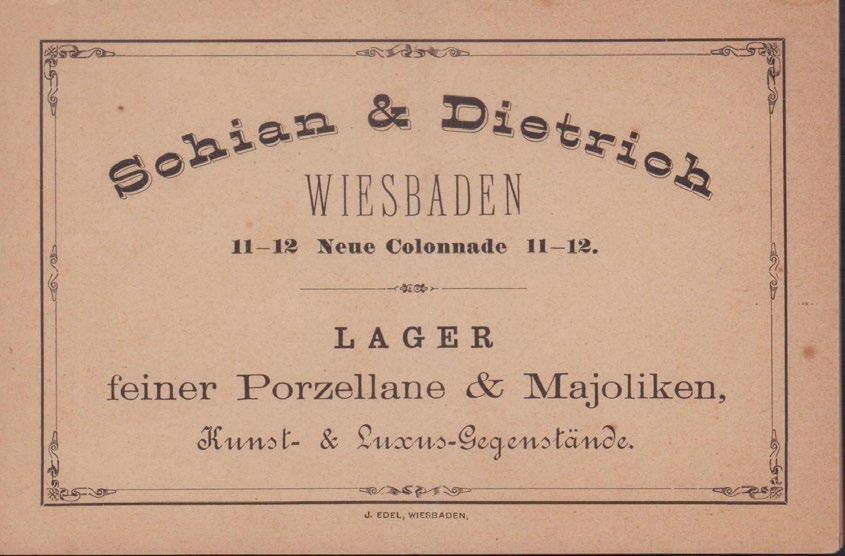 Schian & Dietrich
WIESBADEN
11–12 Neue Colonnade 11–12.
LAGER
feiner Porzellane & Majoliken,
Kunst- & Luxus-Gegenstände.
J. EDEL, WIESBADEN,